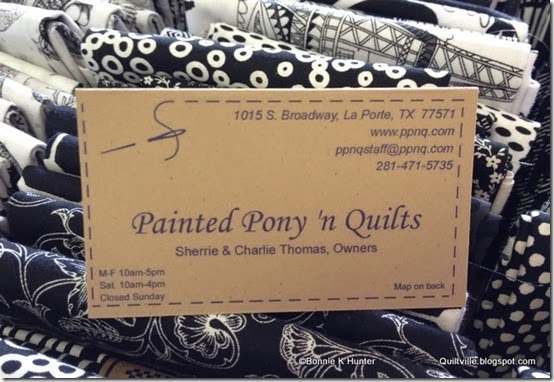 1015 S. Broadway, La Porte, TX 77571
www.ppnq.com
ppnqstaff@ppnq.com
281-471-5735
Painted Pony 'n Quilts
Sherrie & Charlie Thomas, Owners
M-F 10am-5pm
Sat. 10am-4pm
Closed Sunday
Map on back
©Bonnie K Hunter
Quiltville.blogspot.com